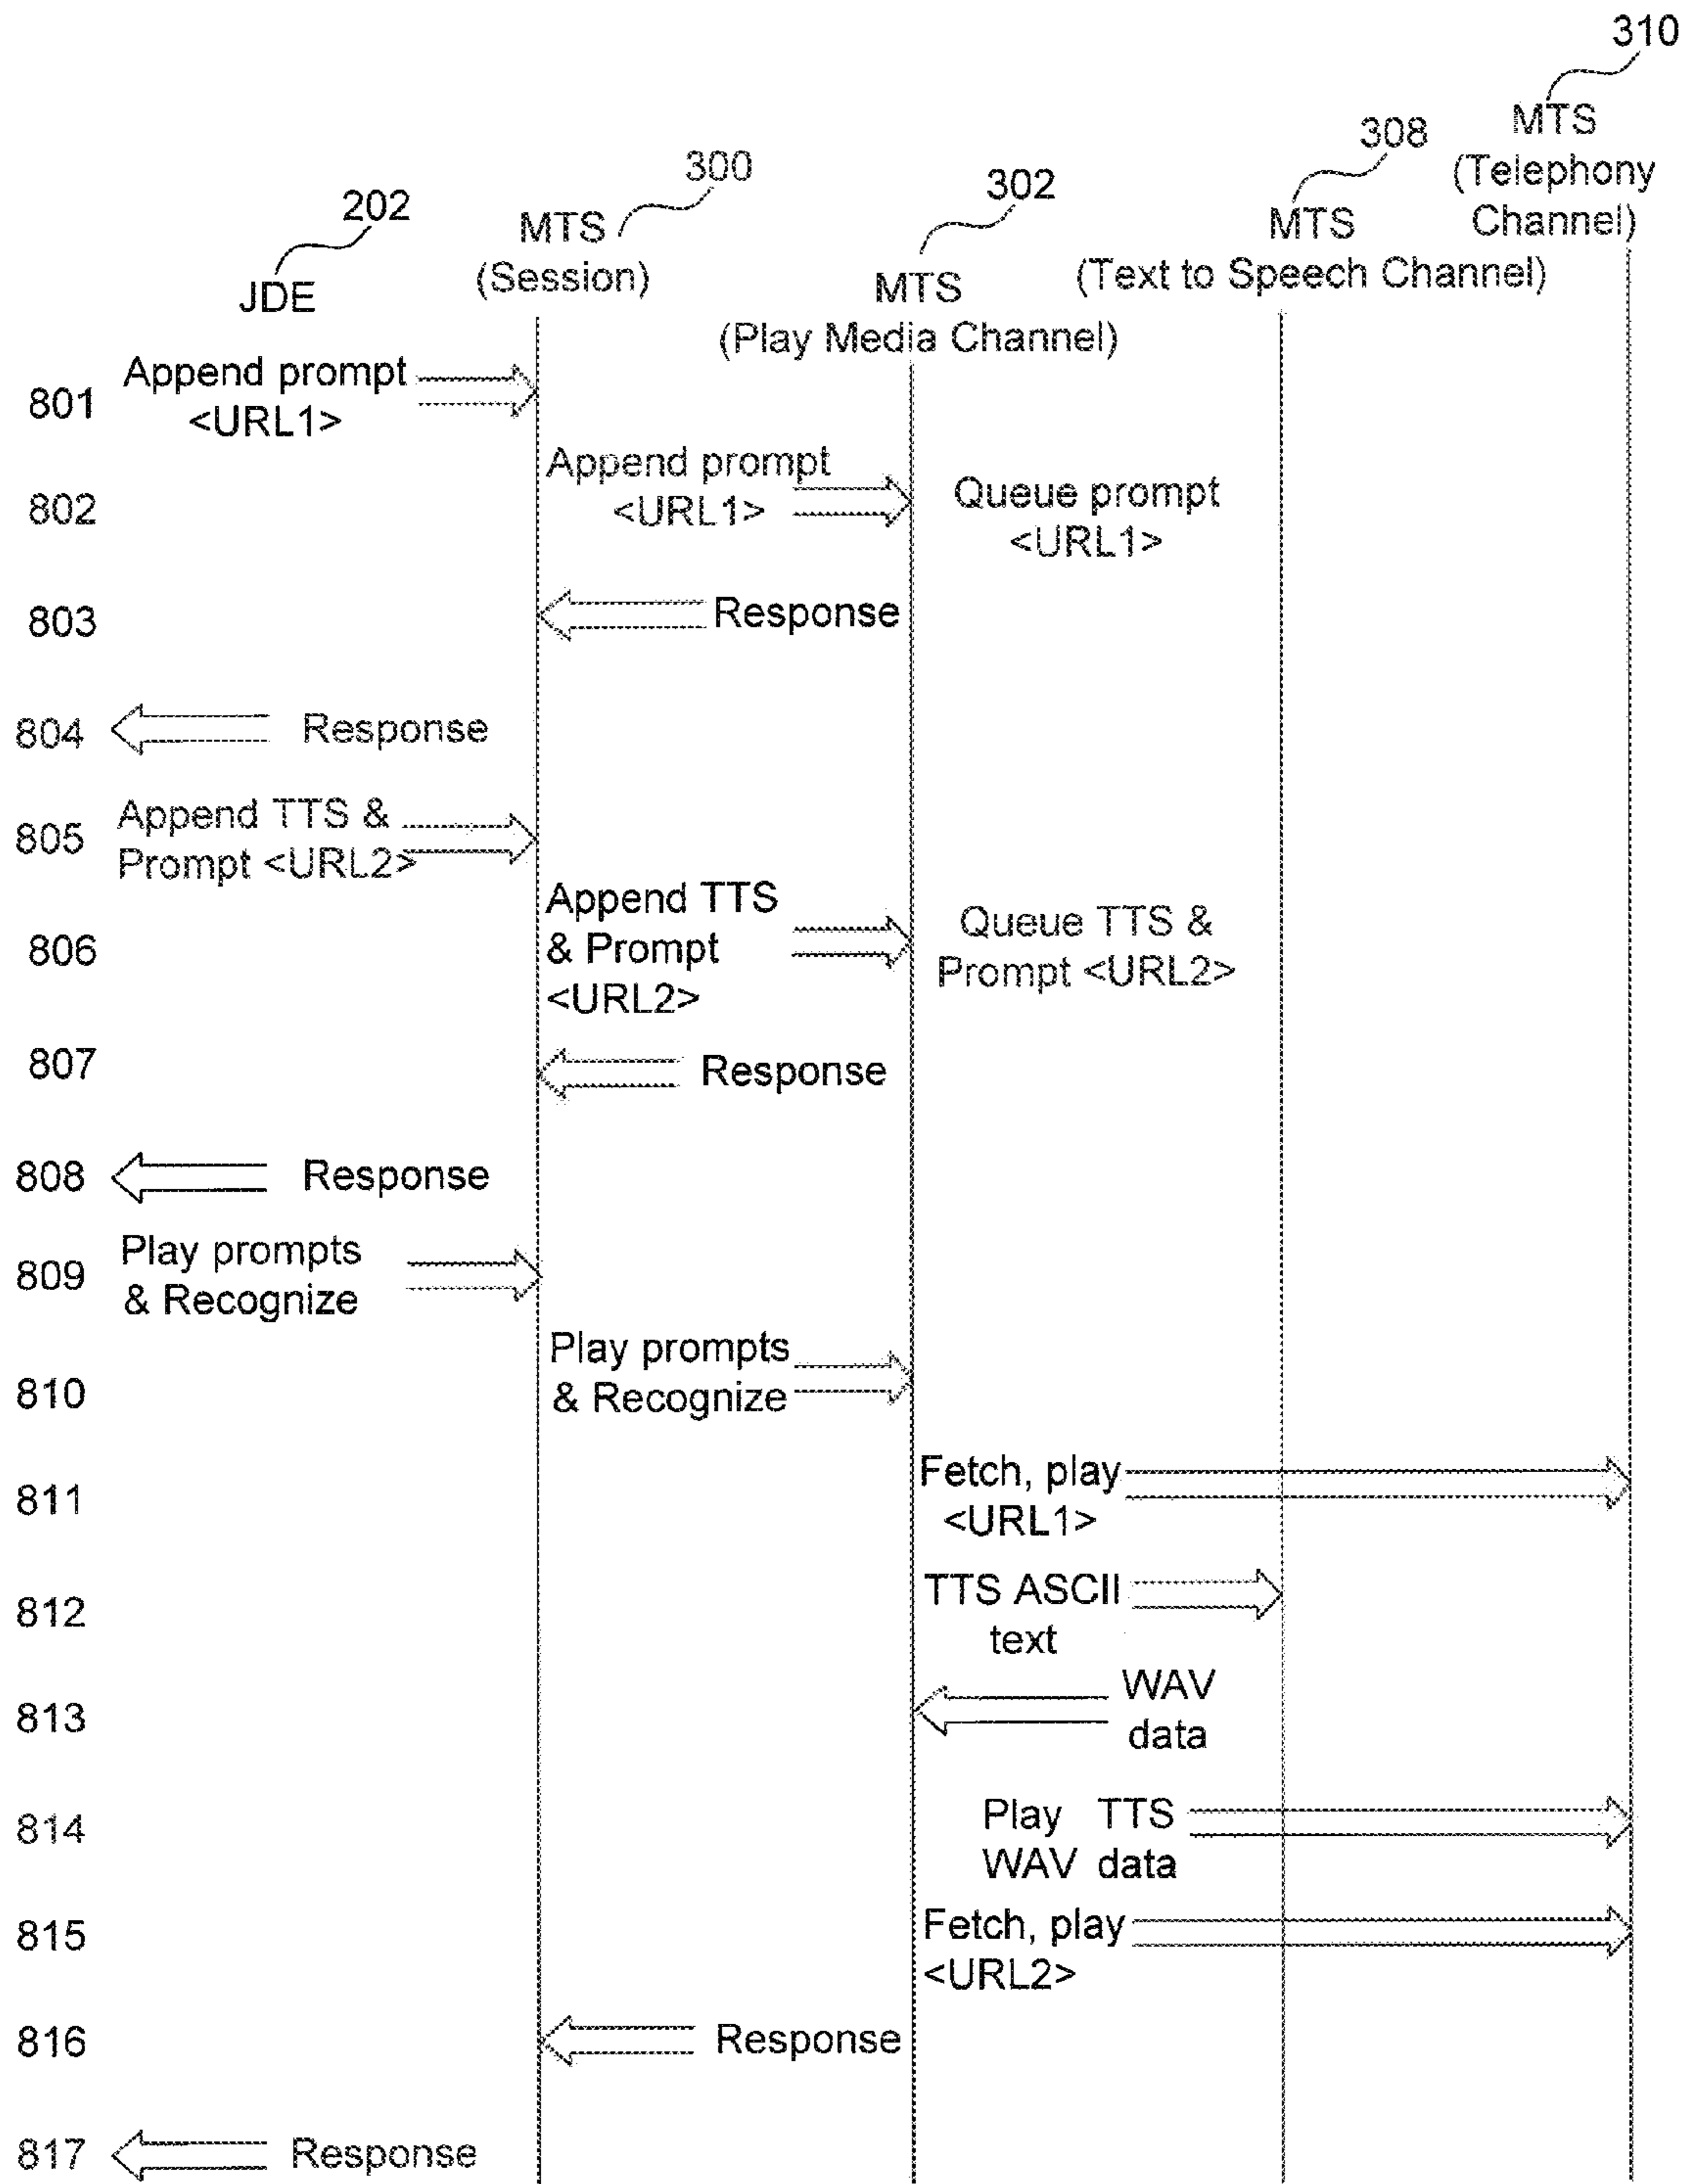 310
MTS
(Telephony
Channel)
308
MTS
(Text to Speech Channel)
302
MTS
(Play Media Channel)
300
MTS
(Session)
202
JDE
801
Append prompt
<URL1>
802
Append prompt
<URL1>
Queue prompt
<URL1>
803
Response
804
Response
805
Append TTS &
Prompt <URL2>
806
Append TTS
& Prompt
<URL2>
Queue TTS &
Prompt <URL2>
807
Response
808
Response
809
Play prompts
& Recognize
810
Play prompts
& Recognize
811
Fetch, play
<URL1>
812
TTS ASCII
text
813
WAV
data
814
Play TTS
WAV data
815
Fetch, play
<URL2>
816
Response
817
Response